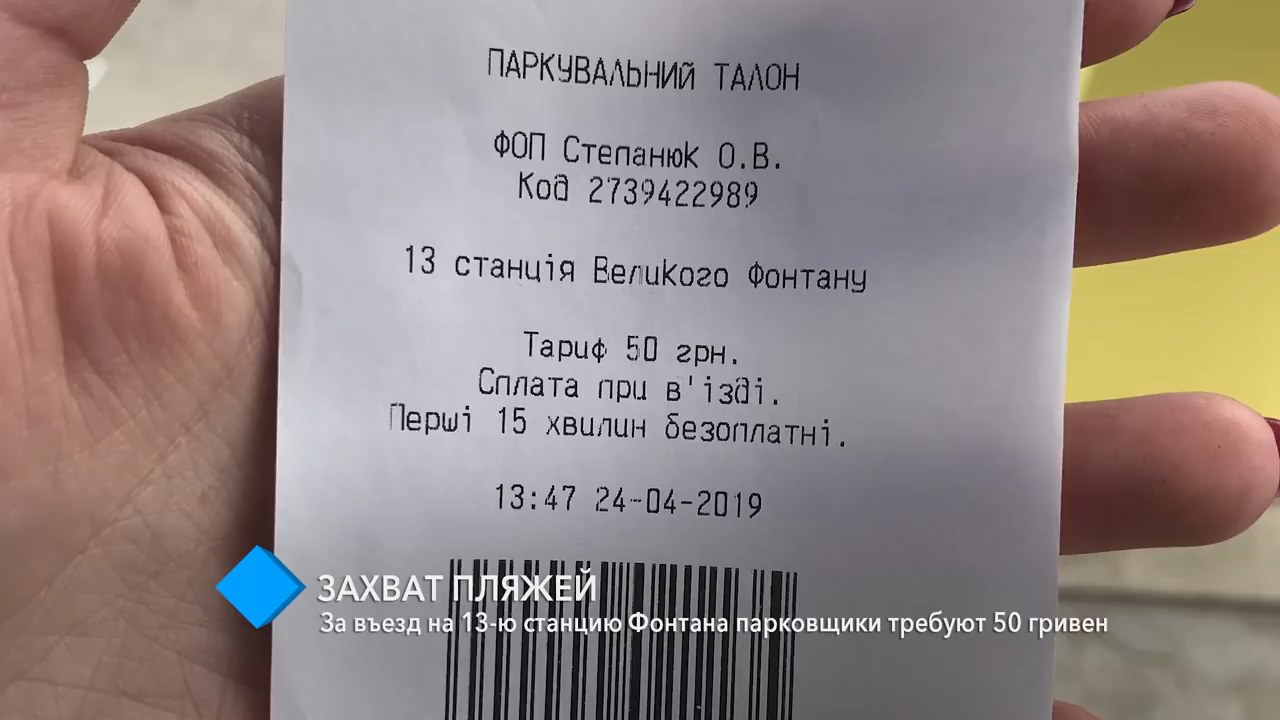 ПАРКУВАЛЬНИЙ ТАЛОН
ФОП Степанюк О.В.
Код 2739422989
13 станція Великого Фонтану
Тариф 50 грн.
Сплата при в'їзді.
Перші 15 хвилин безоплатні.
13:47 24-04-2019
ЗАХВАТ ПЛЯЖЕЙ
За въезд на 13-ю станцию Фонтана парковщики требуют 50 гривен